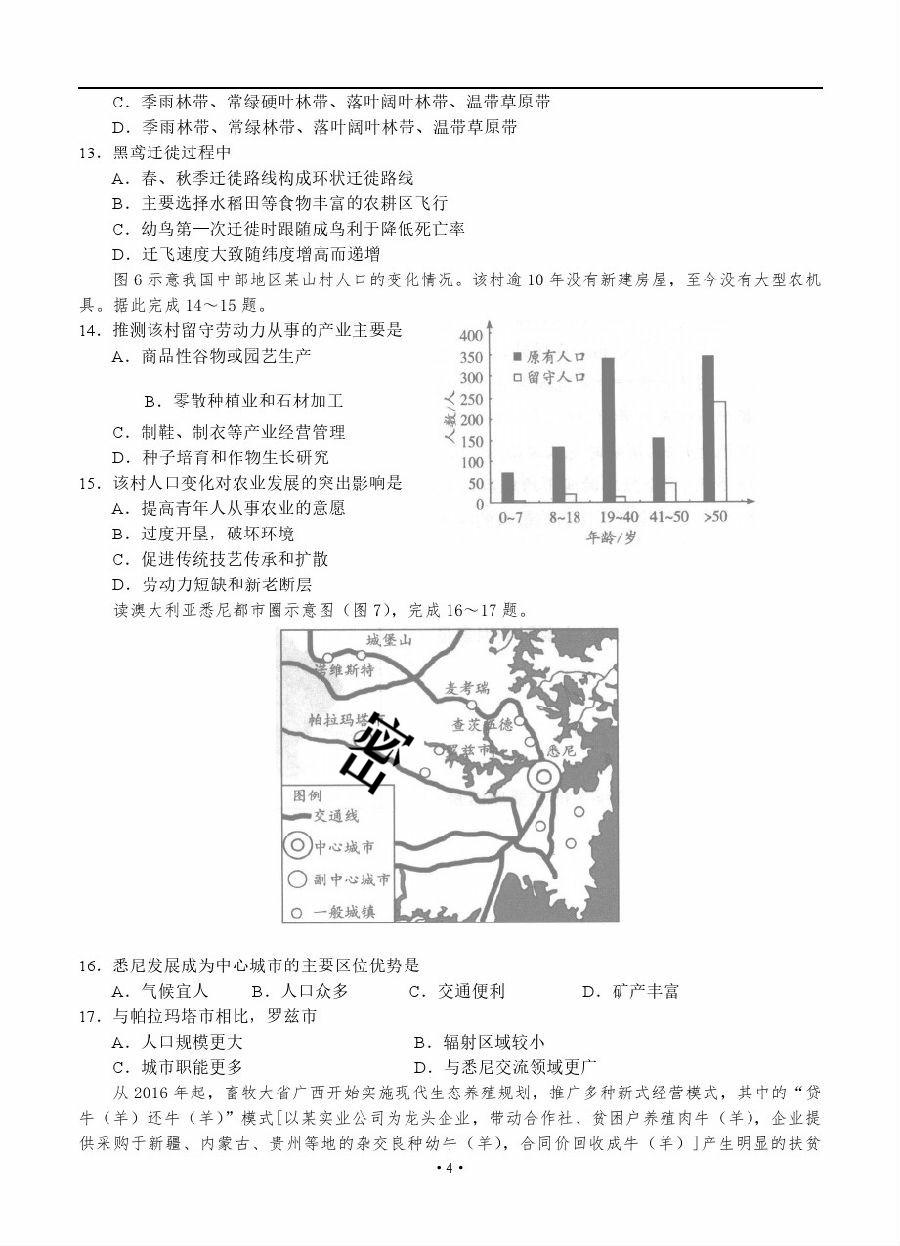 C．季雨林带、常绿硬叶林带、落叶阔叶林带、温带草原带
D．季雨林带、常绿林带、落叶阔叶林带、温带草原带
13．黑鸢迁徙过程中
A．春、秋季迁徙路线构成环状迁徙路线
B．主要选择水稻田等食物丰富的农耕区飞行
C．幼鸟第一次迁徙时跟随成鸟利于降低死亡率
D．迁飞速度大致随纬度增高而递增
图 6 示意我国中部地区某山村人口的变化情况。该村逾 10 年没有新建房屋，至今没有大型农机
具。据此完成 14～15 题。
14．推测该村留守劳动力从事的产业主要是
A．商品性谷物或园艺生产
B．零散种植业和石材加工
C．制鞋、制衣等产业经营管理
D．种子培育和作物生长研究
15．该村人口变化对农业发展的突出影响是
A．提高青年人从事农业的意愿
B．过度开垦，破坏环境
C．促进传统技艺传承和扩散
D．劳动力短缺和新老断层
人数/人
400
350
300
250
200
150
100
50
0
原有人口
留守人口
0~7 8~18 19~40 41~50 >50
年龄/岁
读澳大利亚悉尼都市圈示意图（图 7），完成 16～17 题。
城堡山
诺维斯特
麦考瑞
帕拉玛塔市
查茨伍德
罗兹市
悉尼
密
图例
交通线
中心城市
副中心城市
一般城镇
16．悉尼发展成为中心城市的主要区位优势是
A．气候宜人 B．人口众多 C．交通便利 D．矿产丰富
17．与帕拉玛塔市相比，罗兹市
A．人口规模更大 B．辐射区域较小
C．城市职能更多 D．与悉尼交流领域更广
从 2016 年起，畜牧大省广西开始实施现代生态养殖规划，推广多种新式经营模式，其中的“贷
牛（羊）还牛（羊）”模式[以某实业公司为龙头企业，带动合作社、贫困户养殖肉牛（羊），企业提
供采购于新疆、内蒙古、贵州等地的杂交良种幼牛（羊），合同价回收成牛（羊）]产生明显的扶贫
·4·